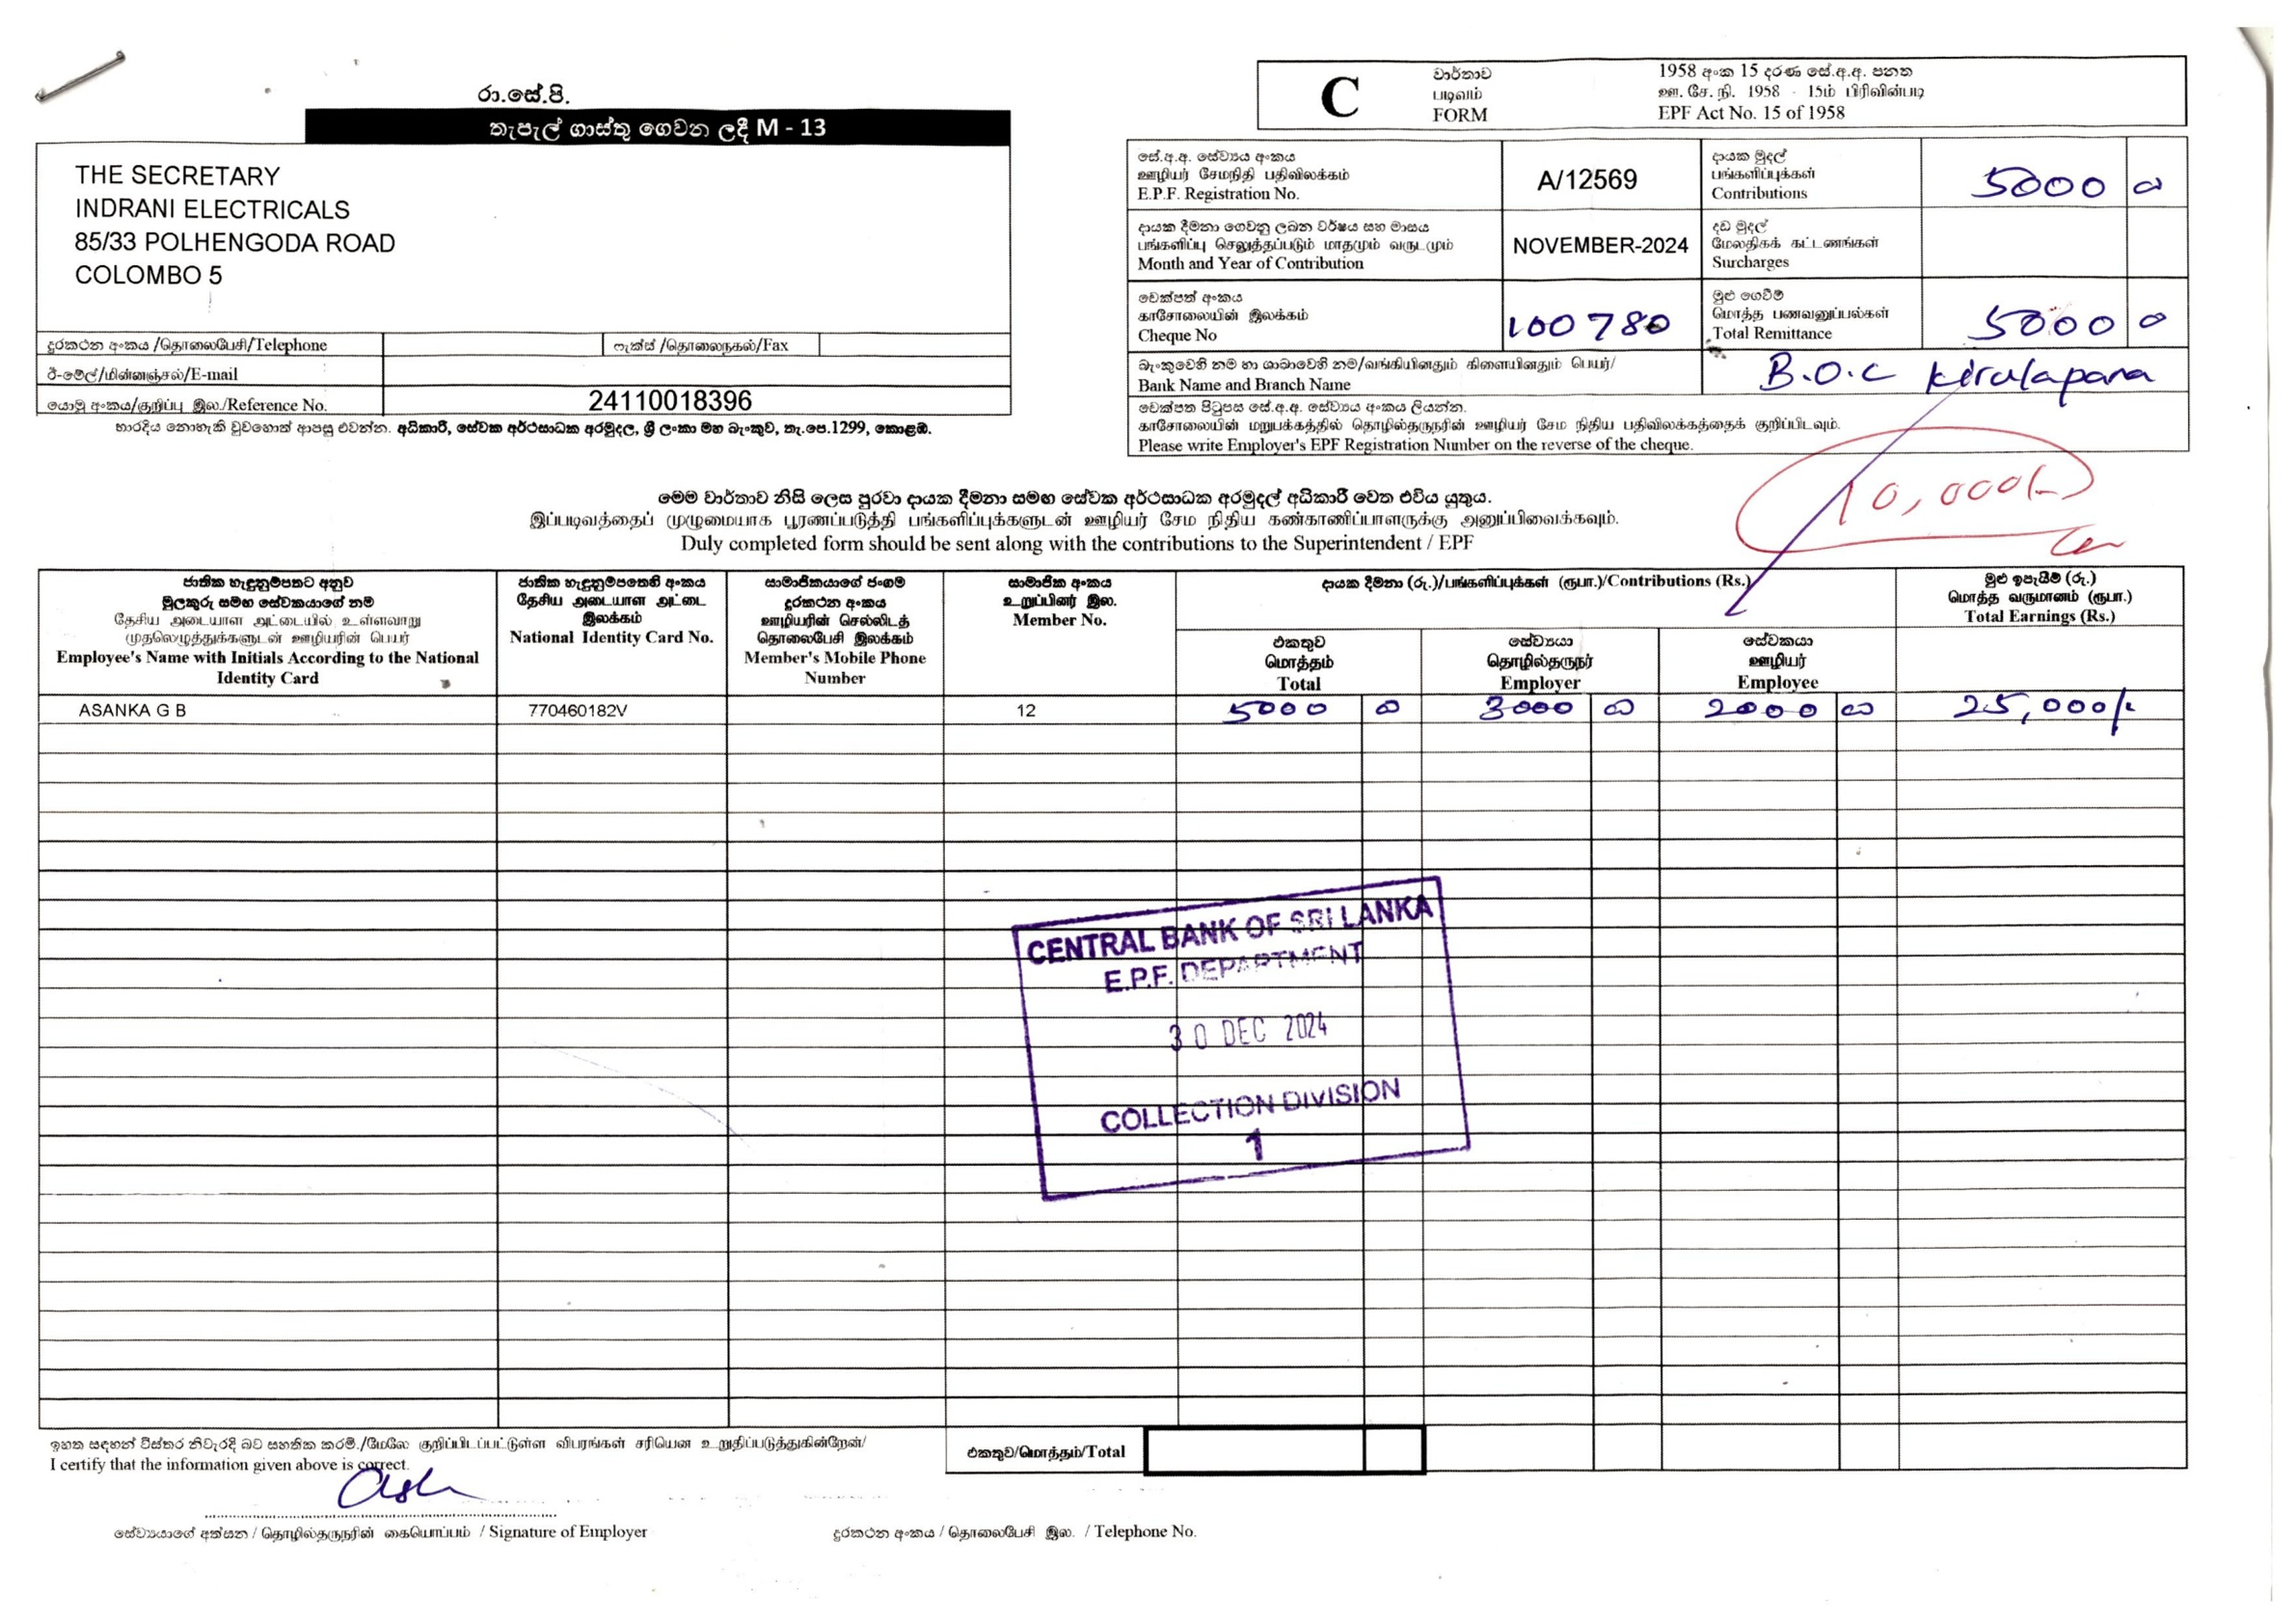 රා.සේ.පි.
තැපැල් ගාස්තු ගෙවන ලදී M - 13
THE SECRETARY
INDRANI ELECTRICALS
85/33 POLHENGODA ROAD
COLOMBO 5
දුරකථන අංකය /தொலைபேசி/Telephone
ෆැක්ස් /தொலைநகல்/Fax
ඊ-මේල්/மின்னஞ்சல்/E-mail
යොමු අංකය/குறிப்பு இல./Reference No. 24110018396
භාරදිය නොහැකි වුවහොත් ආපසු එවන්න. අධිකාරී, සේවක අර්ථසාධක අරමුදල, ශ්‍රී ලංකා මහ බැංකුව, තැ.පෙ.1299, කොළඹ.
C
වාර්තාව
படிவம்
FORM
1958 අංක 15 දරණ සේ.අ.අ. පනත
ஊ. சே. நி. 1958 - 15ம் பிரிவின்படி
EPF Act No. 15 of 1958
සේ.අ.අ. සේව්‍යය අංකය
ஊழியர் சேமநிதி பதிவிலக்கம்
E.P.F. Registration No.
A/12569
දායක මුදල්
பங்களிப்புக்கள்
Contributions
5000 00
දායක දීමනා ගෙවනු ලබන වර්ෂය සහ මාසය
பங்களிப்பு செலுத்தப்படும் மாதமும் வருடமும்
Month and Year of Contribution
NOVEMBER-2024
දඩ මුදල්
மேலதிகக் கட்டணங்கள்
Surcharges
චෙක්පත් අංකය
காசோலையின் இலக்கம்
Cheque No
100780
මුළු ගෙවීම්
மொத்த பணவனுப்பல்கள்
Total Remittance
5000 0
බැංකුවෙහි නම හා ශාඛාවෙහි නම/வங்கியினதும் கிளையினதும் பெயர்/
Bank Name and Branch Name
B.O.C Kirulapana
චෙක්පත පිටුපස සේ.අ.අ. සේව්‍යය අංකය ලියන්න.
காசோலையின் மறுபக்கத்தில் தொழில்தருநரின் ஊழியர் சேம நிதிய பதிவிலக்கத்தைக் குறிப்பிடவும்.
Please write Employer's EPF Registration Number on the reverse of the cheque.
10,000/-
මෙම වාර්තාව නිසි ලෙස පුරවා දායක දීමනා සමඟ සේවක අර්ථසාධක අරමුදල් අධිකාරී වෙත එවිය යුතුය.
இப்படிவத்தைப் முழுமையாக பூரணப்படுத்தி பங்களிப்புக்களுடன் ஊழியர் சேம நிதிய கண்காணிப்பாளருக்கு அனுப்பிவைக்கவும்.
Duly completed form should be sent along with the contributions to the Superintendent / EPF
ජාතික හැඳුනුම්පතට අනුව
මුලකුරු සමඟ සේවකයාගේ නම
தேசிய அடையாள அட்டையில் உள்ளவாறு
முதலெழுத்துக்களுடன் ஊழியரின் பெயர்
Employee's Name with Initials According to the National
Identity Card
ජාතික හැඳුනුම්පතෙහි අංකය
தேசிய அடையாள அட்டை
இலக்கம்
National Identity Card No.
සාමාජිකයාගේ ජංගම
දුරකථන අංකය
ஊழியரின் செல்லிடத்
தொலைபேசி இலக்கம்
Member's Mobile Phone
Number
සාමාජික අංකය
உறுப்பினர் இல.
Member No.
දායක දීමනා (රු.)/பங்களிப்புக்கள் (ரூபா.)/Contributions (Rs.)
එකතුව
மொத்தம்
Total
සේව්‍යයා
தொழில்தருநர்
Employer
සේවකයා
ஊழியர்
Employee
මුළු ඉපැයීම් (රු.)
மொத்த வருமானம் (ரூபா.)
Total Earnings (Rs.)
ASANKA G B 770460182V 12 5000 00 3000 00 2000 00 25,000/-
CENTRAL BANK OF SRI LANKA
E.P.F. DEPARTMENT
30 DEC 2024
COLLECTION DIVISION
1
එකතුව/மொத்தம்/Total
ඉහත සඳහන් විස්තර නිවැරදි බව සහතික කරමි./மேலே குறிப்பிடப்பட்டுள்ள விபரங்கள் சரியென உறுதிப்படுத்துகின்றேன்/
I certify that the information given above is correct.
සේව්‍යයාගේ අත්සන / தொழில்தருநரின் கையொப்பம் / Signature of Employer
දුරකථන අංකය / தொலைபேசி இல. / Telephone No.